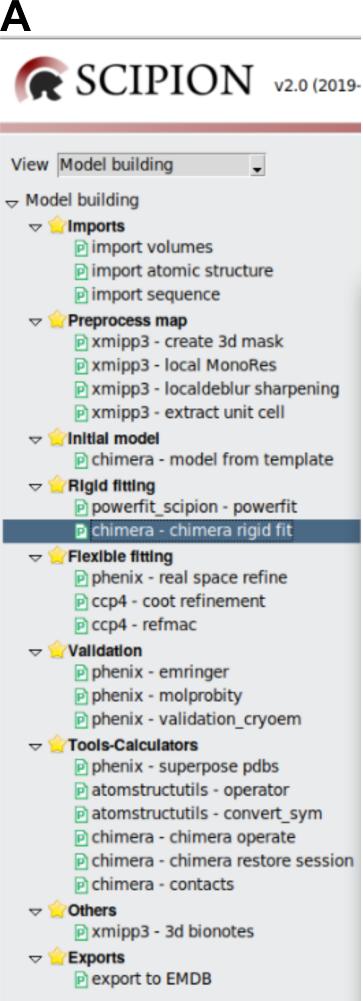 A
SCIPION v2.0 (2019-
View Model building
Model building
Imports
import volumes
import atomic structure
import sequence
Preprocess map
xmipp3 - create 3d mask
xmipp3 - local MonoRes
xmipp3 - localdeblur sharpening
xmipp3 - extract unit cell
Initial model
chimera - model from template
Rigid fitting
powerfit_scipion - powerfit
chimera - chimera rigid fit
Flexible fitting
phenix - real space refine
ccp4 - coot refinement
ccp4 - refmac
Validation
phenix - emringer
phenix - molprobity
phenix - validation_cryoem
Tools-Calculators
phenix - superpose pdbs
atomstructutils - operator
atomstructutils - convert_sym
chimera - chimera operate
chimera - chimera restore session
chimera - contacts
Others
xmipp3 - 3d bionotes
Exports
export to EMDB